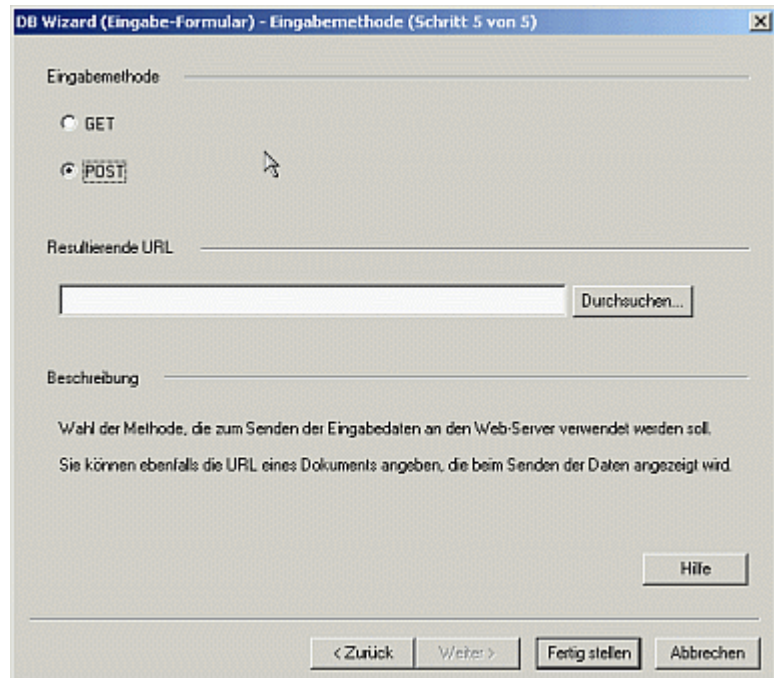 DB Wizard (Eingabe-Formular) - Eingabemethode (Schritt 5 von 5)
Eingabemethode
GET
POST
Resultierende URL
Durchsuchen...
Beschreibung
Wahl der Methode, die zum Senden der Eingabedaten an den Web-Server verwendet werden soll.
Sie können ebenfalls die URL eines Dokuments angeben, die beim Senden der Daten angezeigt wird.
Hilfe
< Zurück Weiter > Fertig stellen Abbrechen